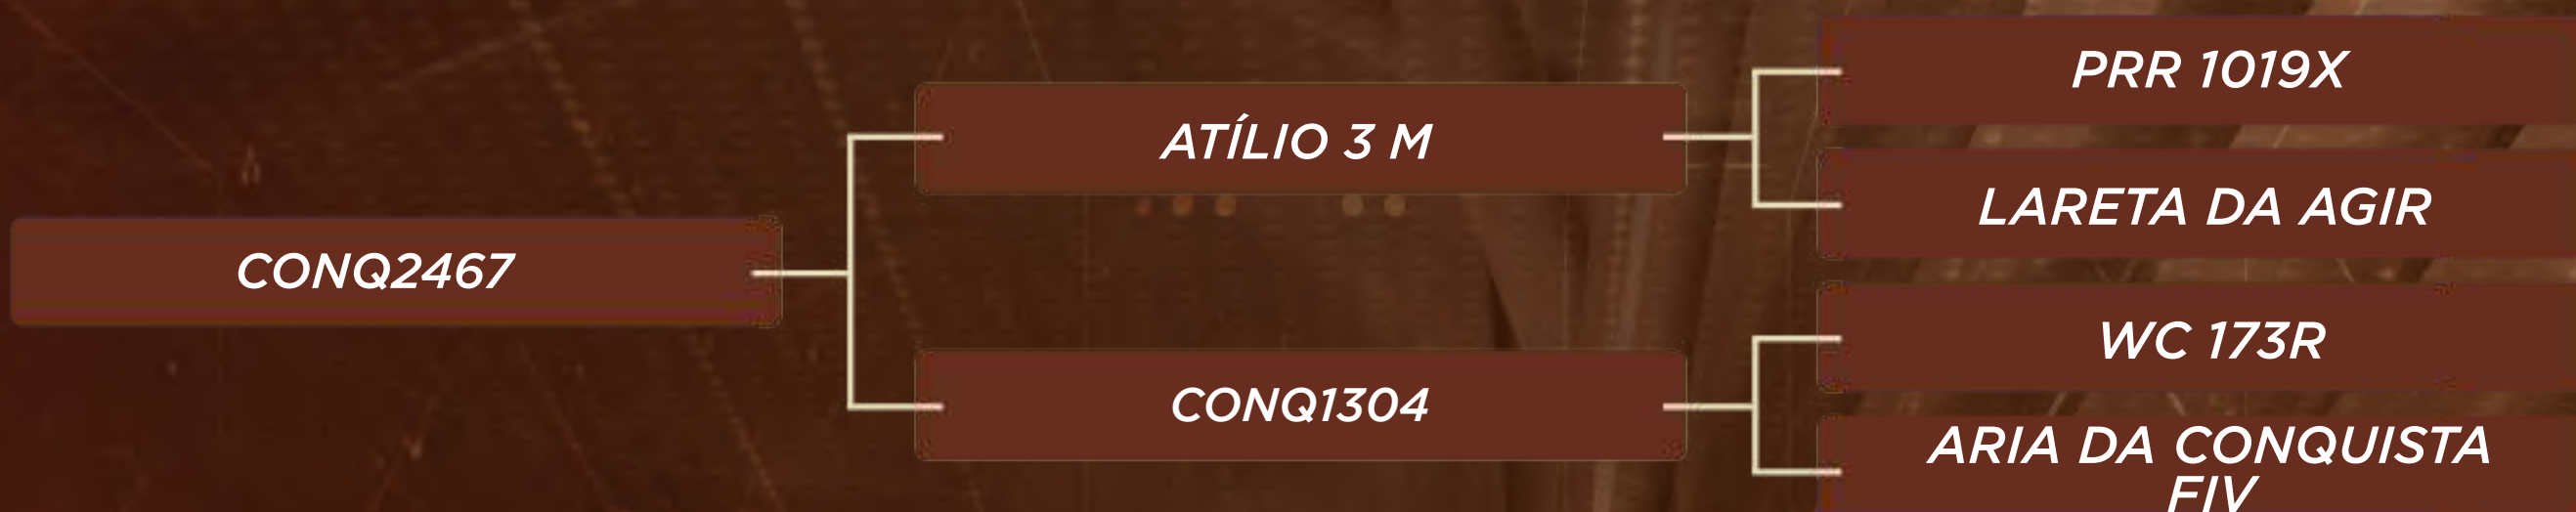 PRR 1019X
ATÍLIO 3 M
LARETA DA AGIR
CONQ2467
WC 173R
CONQ1304
ARIA DA CONQUISTA
FIV